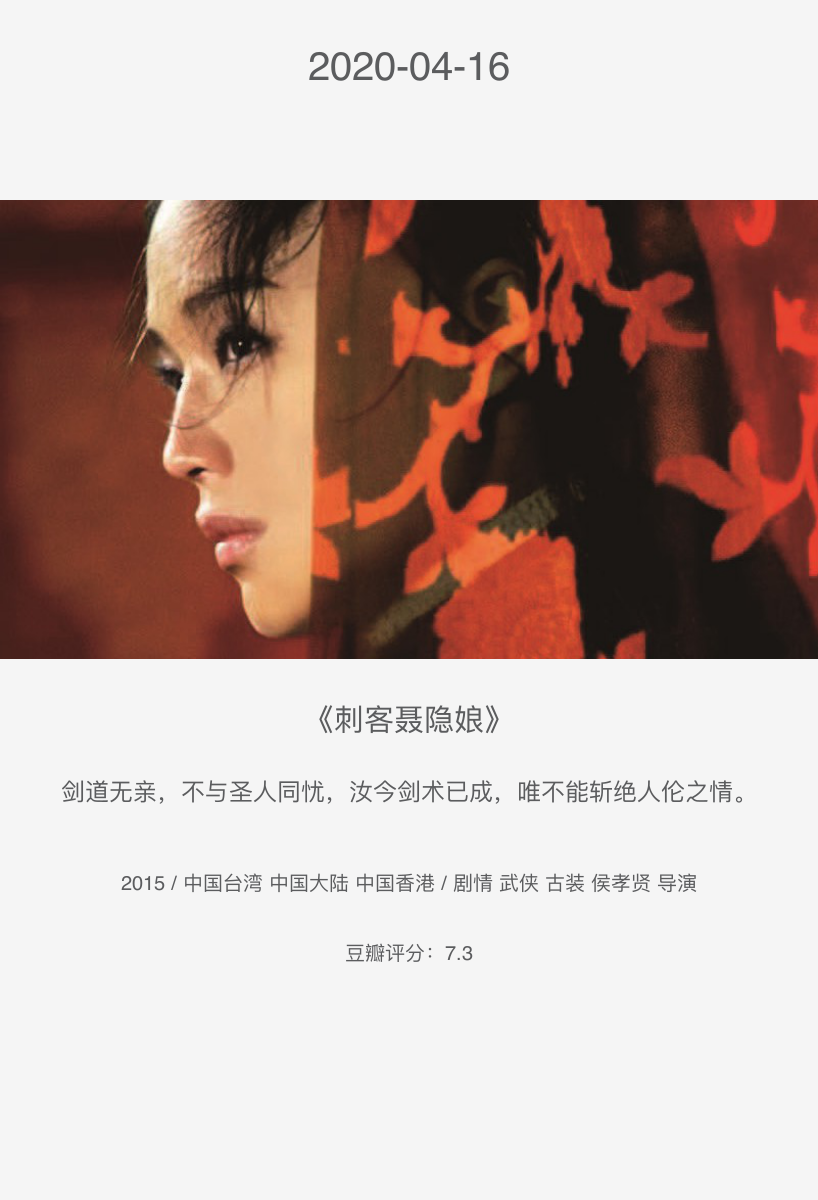 2020-04-16
《刺客聂隐娘》
剑道无亲，不与圣人同忧，汝今剑术已成，唯不能斩绝人伦之情。
2015 / 中国台湾 中国大陆 中国香港 / 剧情 武侠 古装 侯孝贤 导演
豆瓣评分：7.3